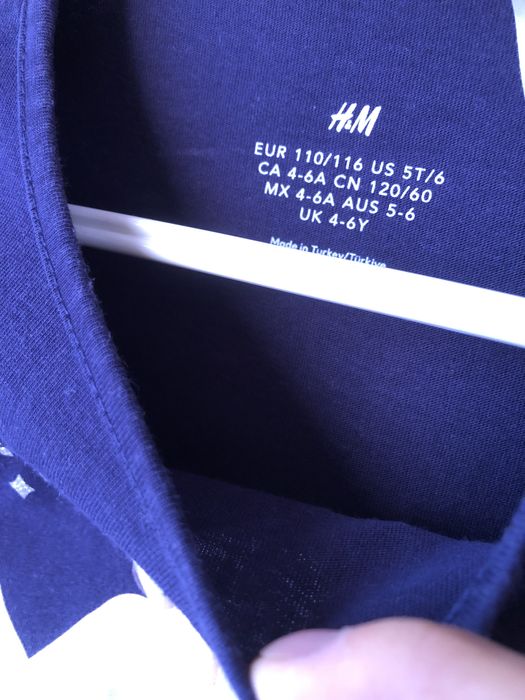 H&M
EUR 110/116 US 5T/6
CA 4-6A CN 120/60
MX 4-6A AUS 5-6
UK 4-6Y
Made in Turkey/Türkiye